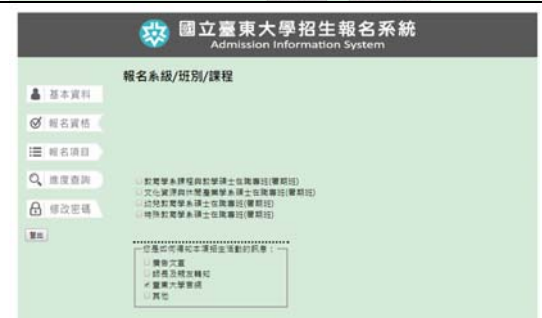 國立臺東大學招生報名系統
Admission Information System
報名系級/班別/課程
基本資料
報名資格
報名項目
進度查詢
修改密碼
登出
教育學系課程與教學碩士在職專班(暑期班)
文化資源與休閒產業學系碩士在職專班(暑期班)
幼兒教育學系碩士在職專班(暑期班)
特殊教育學系碩士在職專班(暑期班)
您是如何得知本項招生活動的訊息：
廣告文宣
師長及親友轉知
臺東大學官網
其他